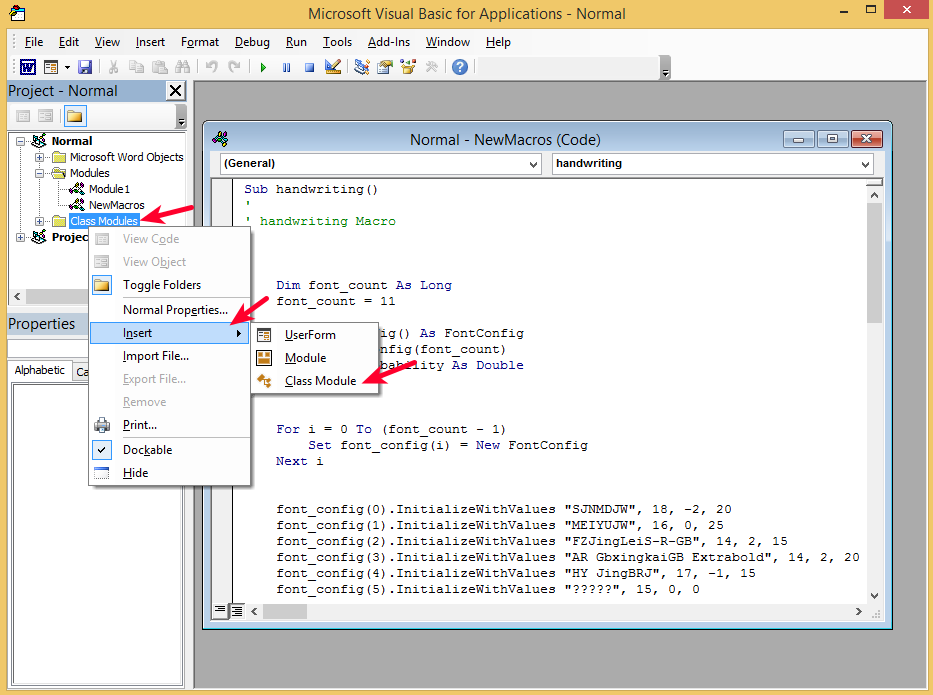 Microsoft Visual Basic for Applications - Normal
File Edit View Insert Format Debug Run Tools Add-Ins Window Help
Project - Normal
Normal
Microsoft Word Objects
Modules
Module1
NewMacros
Class Modules
Projec
View Code
View Object
Toggle Folders
Normal Properties...
Insert
Import File...
Export File...
Remove
Print...
Dockable
Hide
UserForm
Module
Class Module
Properties
Alphabetic Ca
Normal - NewMacros (Code)
(General) handwriting
Sub handwriting()
'
' handwriting Macro
Dim font_count As Long
font_count = 11
ig() As FontConfig
nfig(font_count)
bability As Double
For i = 0 To (font_count - 1)
Set font_config(i) = New FontConfig
Next i
font_config(0).InitializeWithValues "SJNMDJW", 18, -2, 20
font_config(1).InitializeWithValues "MEIYUJW", 16, 0, 25
font_config(2).InitializeWithValues "FZJingLeiS-R-GB", 14, 2, 15
font_config(3).InitializeWithValues "AR GbxingkaiGB Extrabold", 14, 2, 20
font_config(4).InitializeWithValues "HY JingBRJ", 17, -1, 15
font_config(5).InitializeWithValues "?????", 15, 0, 0